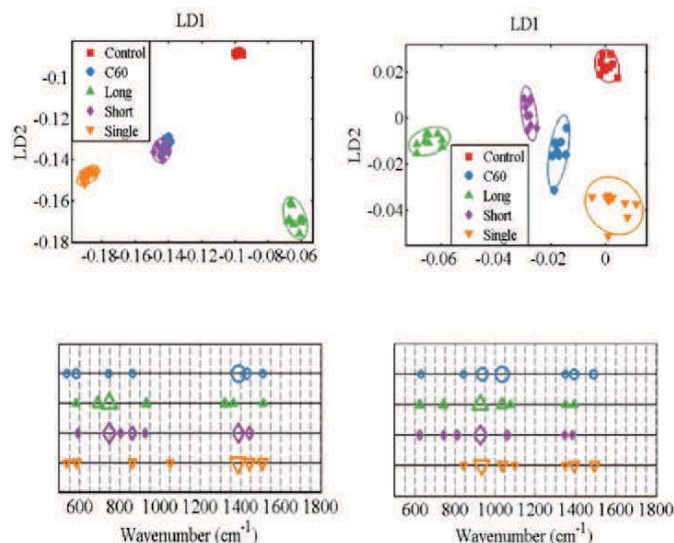 LD1
LD1
Control
C60
Long
Short
Single
LD2
-0.1
-0.12
-0.14
-0.16
-0.18
-0.18 -0.16 -0.14 -0.12 -0.1 -0.08 -0.06
Control
C60
Long
Short
Single
LD2
0.02
0
-0.02
-0.04
-0.06 -0.04 -0.02 0
600 800 1000 1200 1400 1600 1800
Wavenumber (cm-1)
600 800 1000 1200 1400 1600 1800
Wavenumber (cm-1)